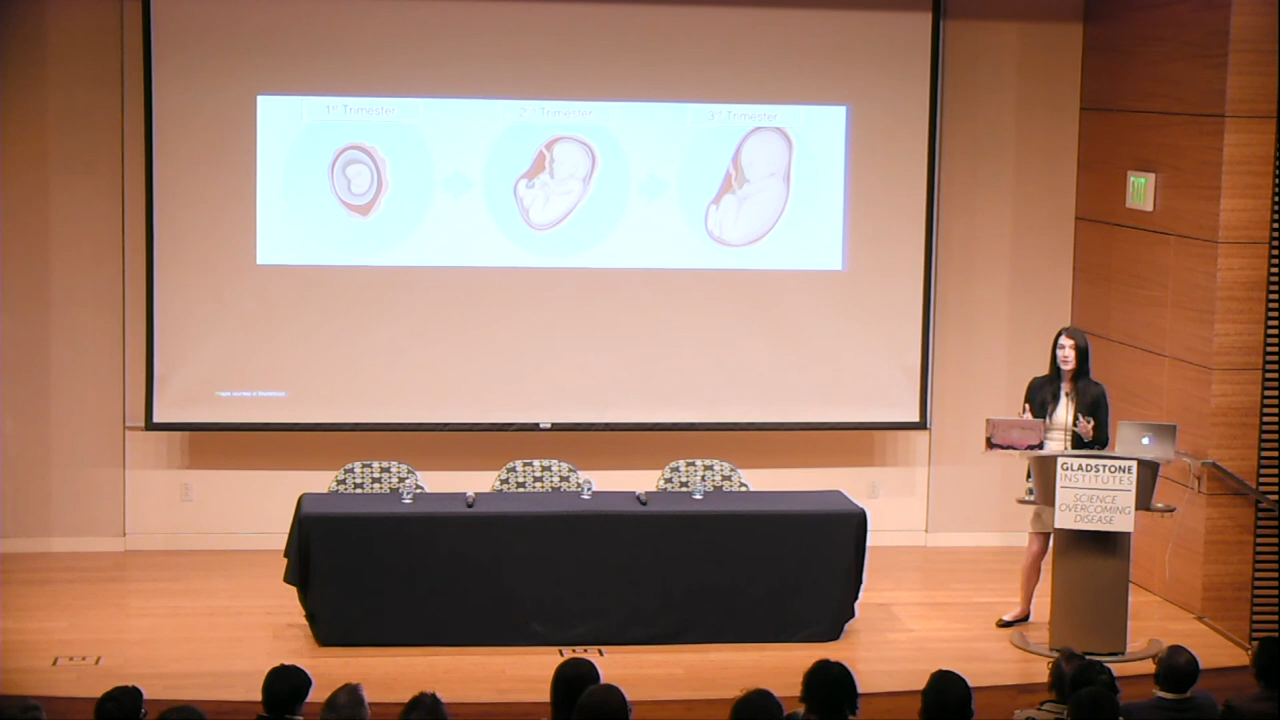 1st Trimester
2nd Trimester
3rd Trimester
EXIT
GLADSTONE
INSTITUTES
SCIENCE
OVERCOMING
DISEASE